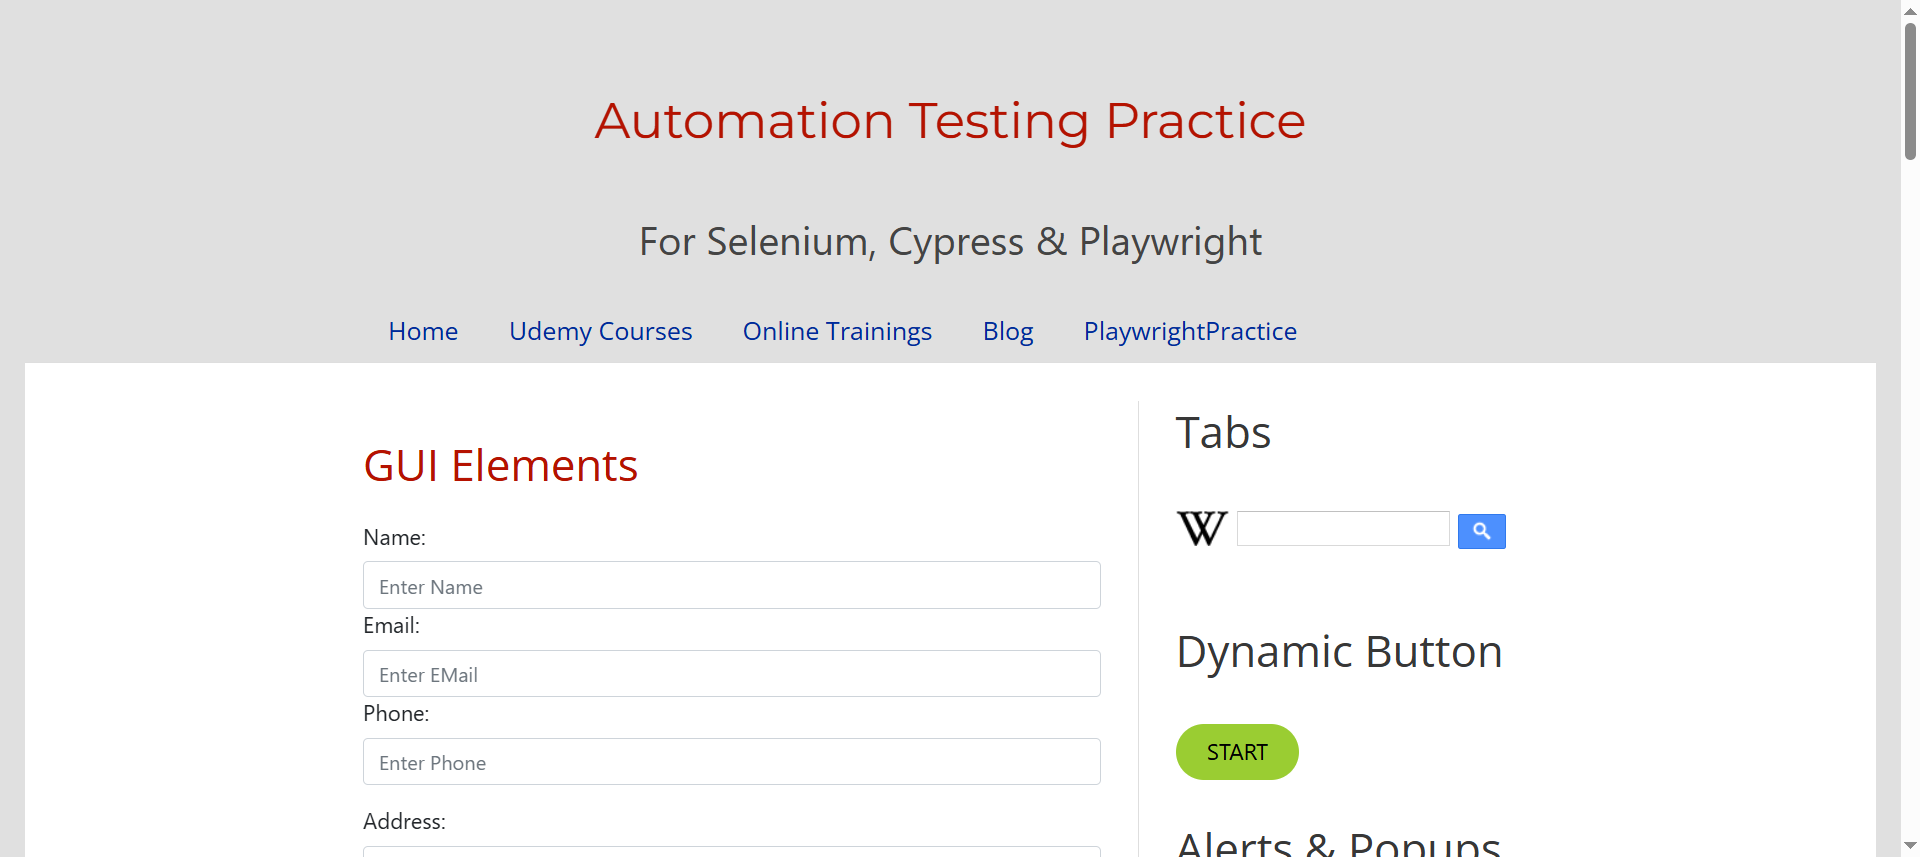 Automation Testing Practice
For Selenium, Cypress & Playwright
Home Udemy Courses Online Trainings Blog PlaywrightPractice
GUI Elements
Name:
Enter Name
Email:
Enter EMail
Phone:
Enter Phone
Address:
Tabs
W
Dynamic Button
START
Alerts & Popups